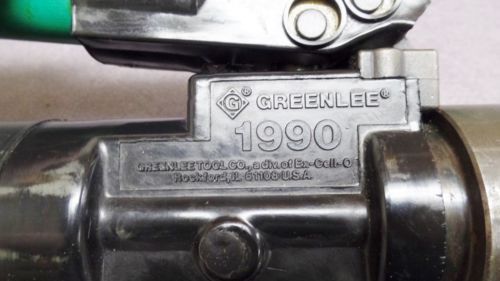 G® GREENLEE®
1990
GREENLEE TOOL CO., a div. of Ex-Cell-O
Rockford, IL 61108 U.S.A.